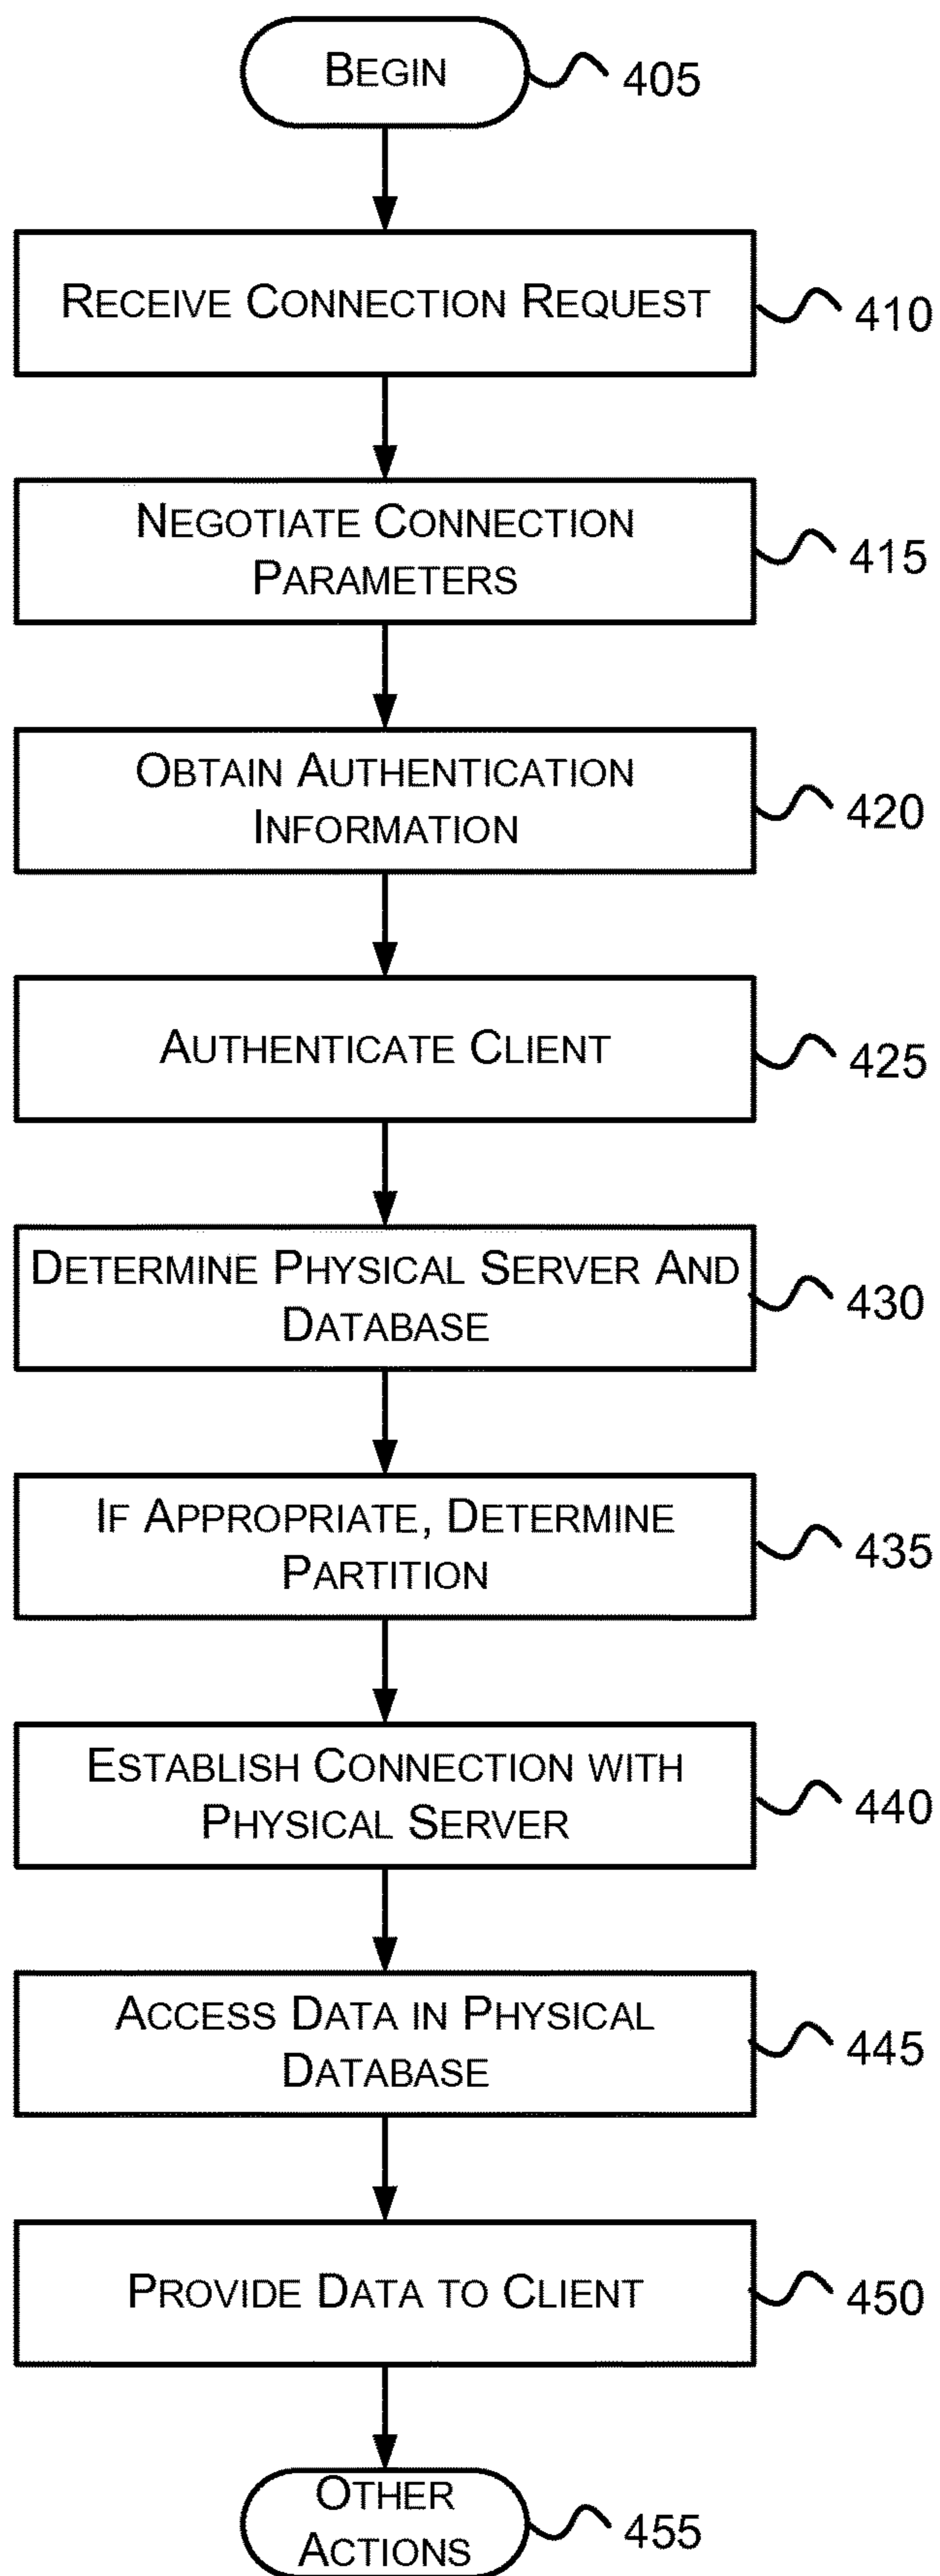 BEGIN
405
RECEIVE CONNECTION REQUEST
410
NEGOTIATE CONNECTION
PARAMETERS
415
OBTAIN AUTHENTICATION
INFORMATION
420
AUTHENTICATE CLIENT
425
DETERMINE PHYSICAL SERVER AND
DATABASE
430
IF APPROPRIATE, DETERMINE
PARTITION
435
ESTABLISH CONNECTION WITH
PHYSICAL SERVER
440
ACCESS DATA IN PHYSICAL
DATABASE
445
PROVIDE DATA TO CLIENT
450
OTHER
ACTIONS
455